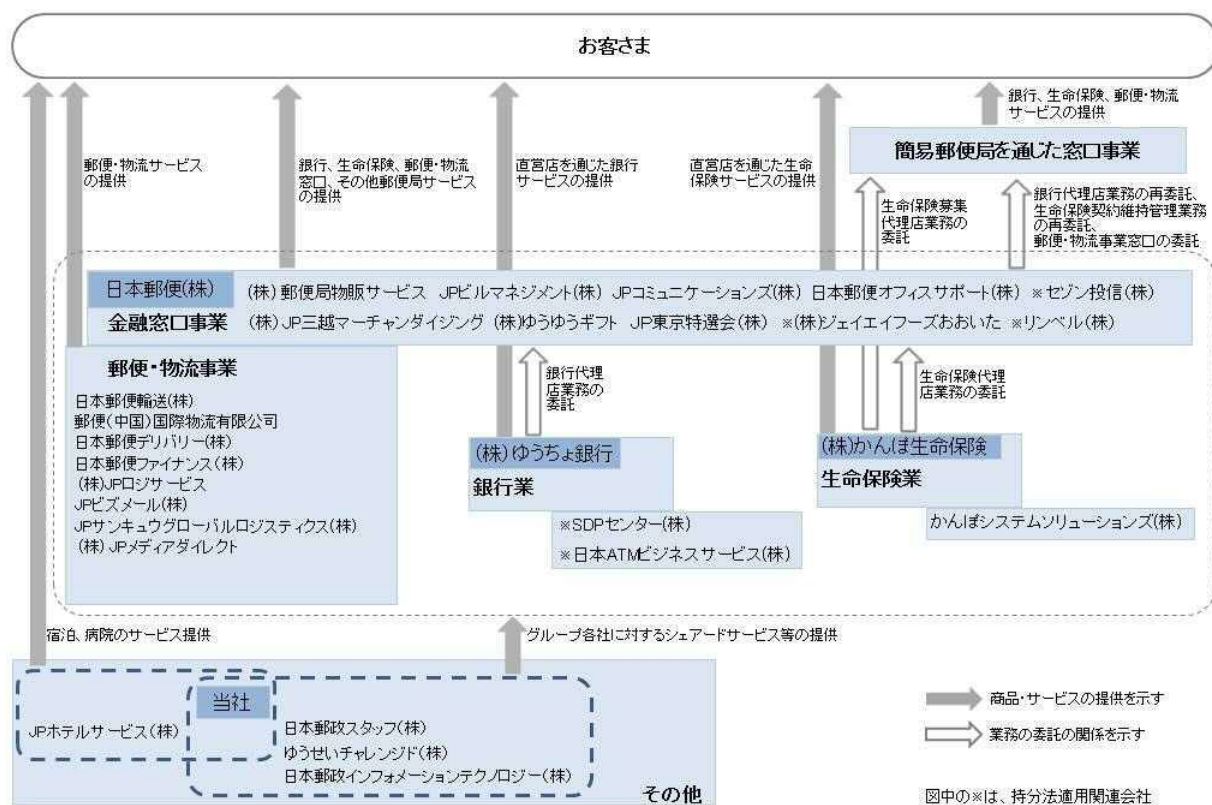 お客さま
銀行、生命保険、郵便・物流
サービスの提供
簡易郵便局を通じた窓口事業
郵便・物流サービス
の提供
銀行、生命保険、郵便・物流
窓口、その他郵便局サービス
の提供
直営店を通じた銀行
サービスの提供
直営店を通じた生命
保険サービスの提供
生命保険募集
代理店業務の
委託
銀行代理店業務の再委託、
生命保険契約維持管理業務
の再委託、
郵便・物流事業窓口の委託
日本郵便(株)
金融窓口事業
(株)郵便局物販サービス JPビルマネジメント(株) JPコミュニケーションズ(株) 日本郵便オフィスサポート(株) ※セゾン投信(株)
(株)JP三越マーチャンダイジング (株)ゆうゆうギフト JP東京特選会(株) ※(株)ジェイエイフーズおおいた ※リンベル(株)
郵便・物流事業
日本郵便輸送(株)
郵便(中国)国際物流有限公司
日本郵便デリバリー(株)
日本郵便ファイナンス(株)
(株)JPロジサービス
JPビズメール(株)
JPサンキュウグローバルロジスティクス(株)
(株)JPメディアダイレクト
銀行代理
店業務の
委託
生命保険代理
店業務の委託
(株)ゆうちょ銀行
銀行業
※SDPセンター(株)
※日本ATMビジネスサービス(株)
(株)かんぽ生命保険
生命保険業
かんぽシステムソリューションズ(株)
宿泊、病院のサービス提供
グループ各社に対するシェアードサービス等の提供
当社
JPホテルサービス(株)
日本郵政スタッフ(株)
ゆうせいチャレンジド(株)
日本郵政インフォメーションテクノロジー(株)
その他
商品・サービスの提供を示す
業務の委託の関係を示す
図中の※は、持分法適用関連会社